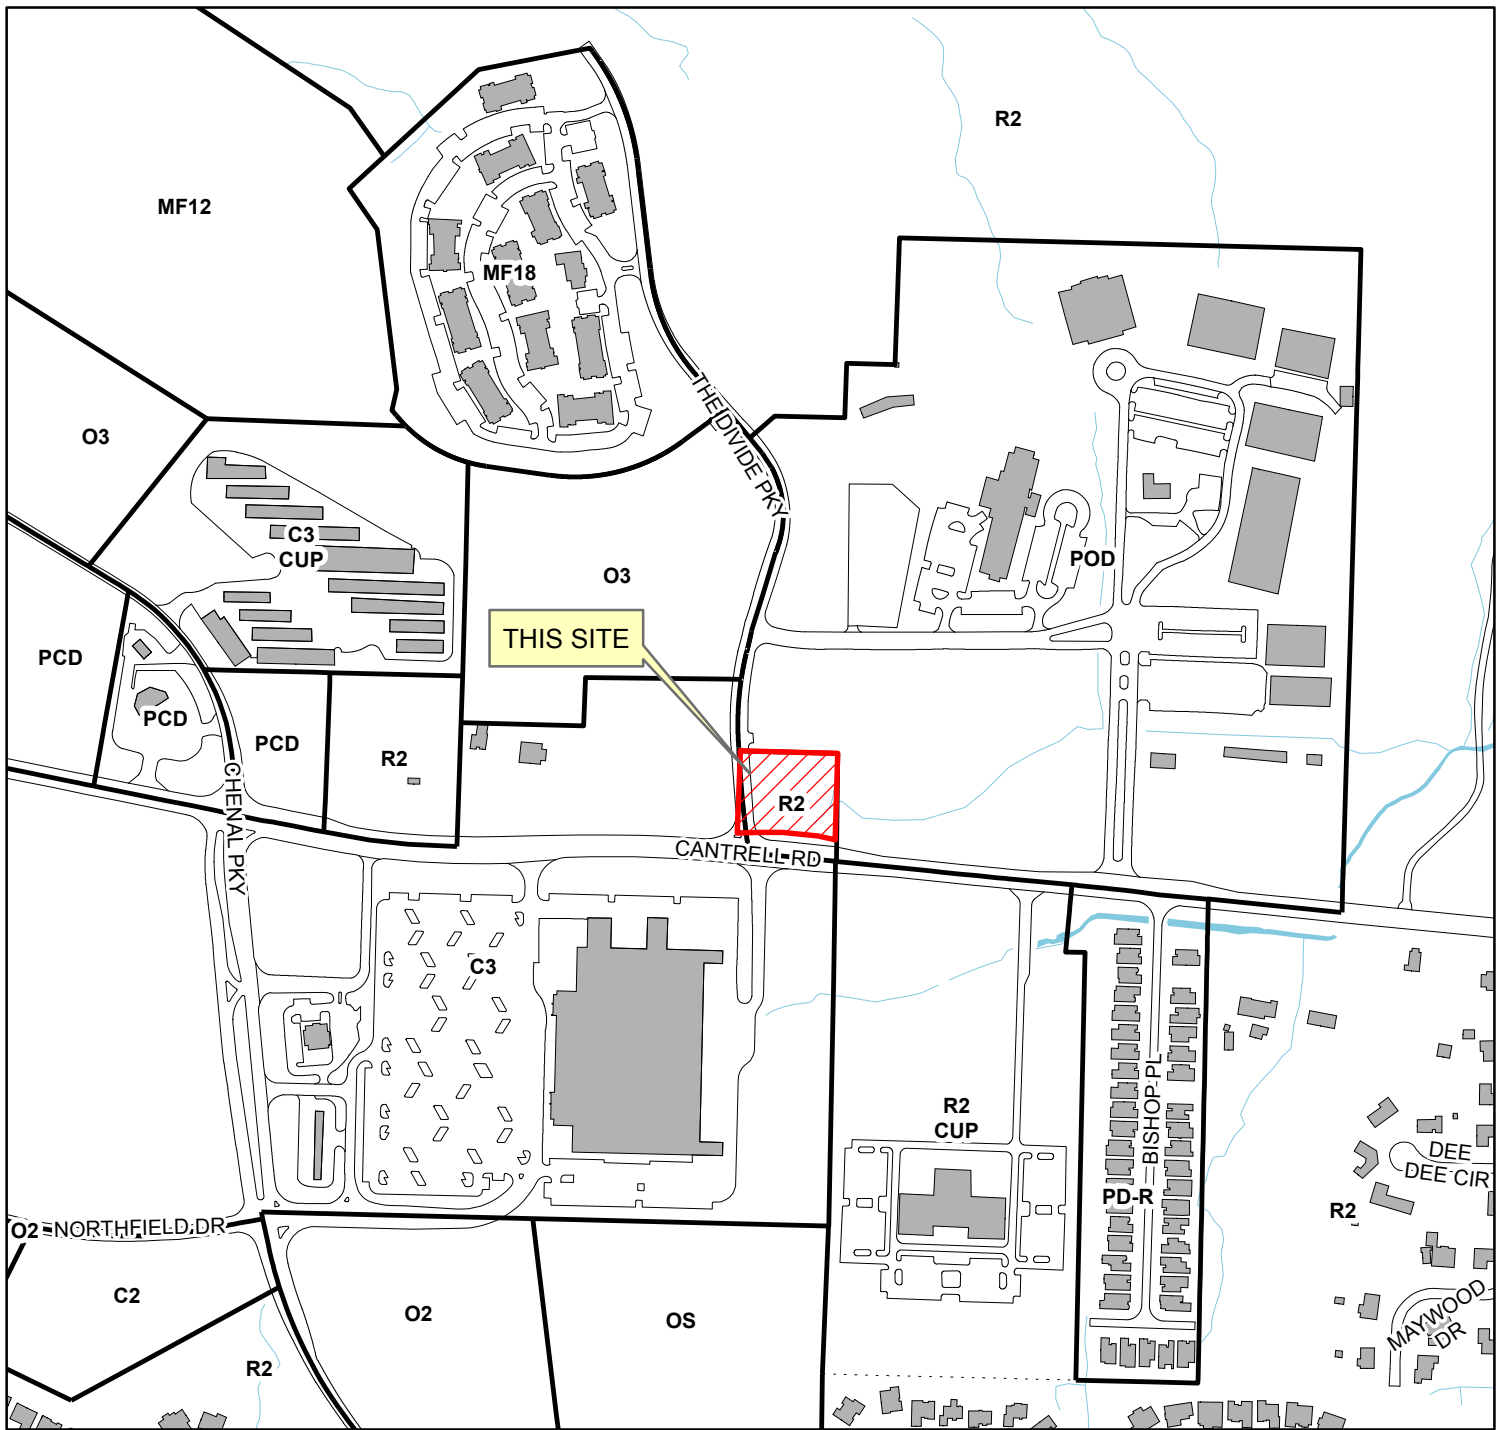 R2
MF12
MF18
THE DIVIDE PKY
O3
C3
CUP
POD
O3
THIS SITE
PCD
PCD
PCD
R2
R2
CHENAL PKY
CANTRELL RD
C3
R2
CUP
BISHOP PL
DEE
DEE CIR
PD-R
R2
O2
NORTHFIELD DR
C2
O2
OS
MAYWOOD
DR
R2